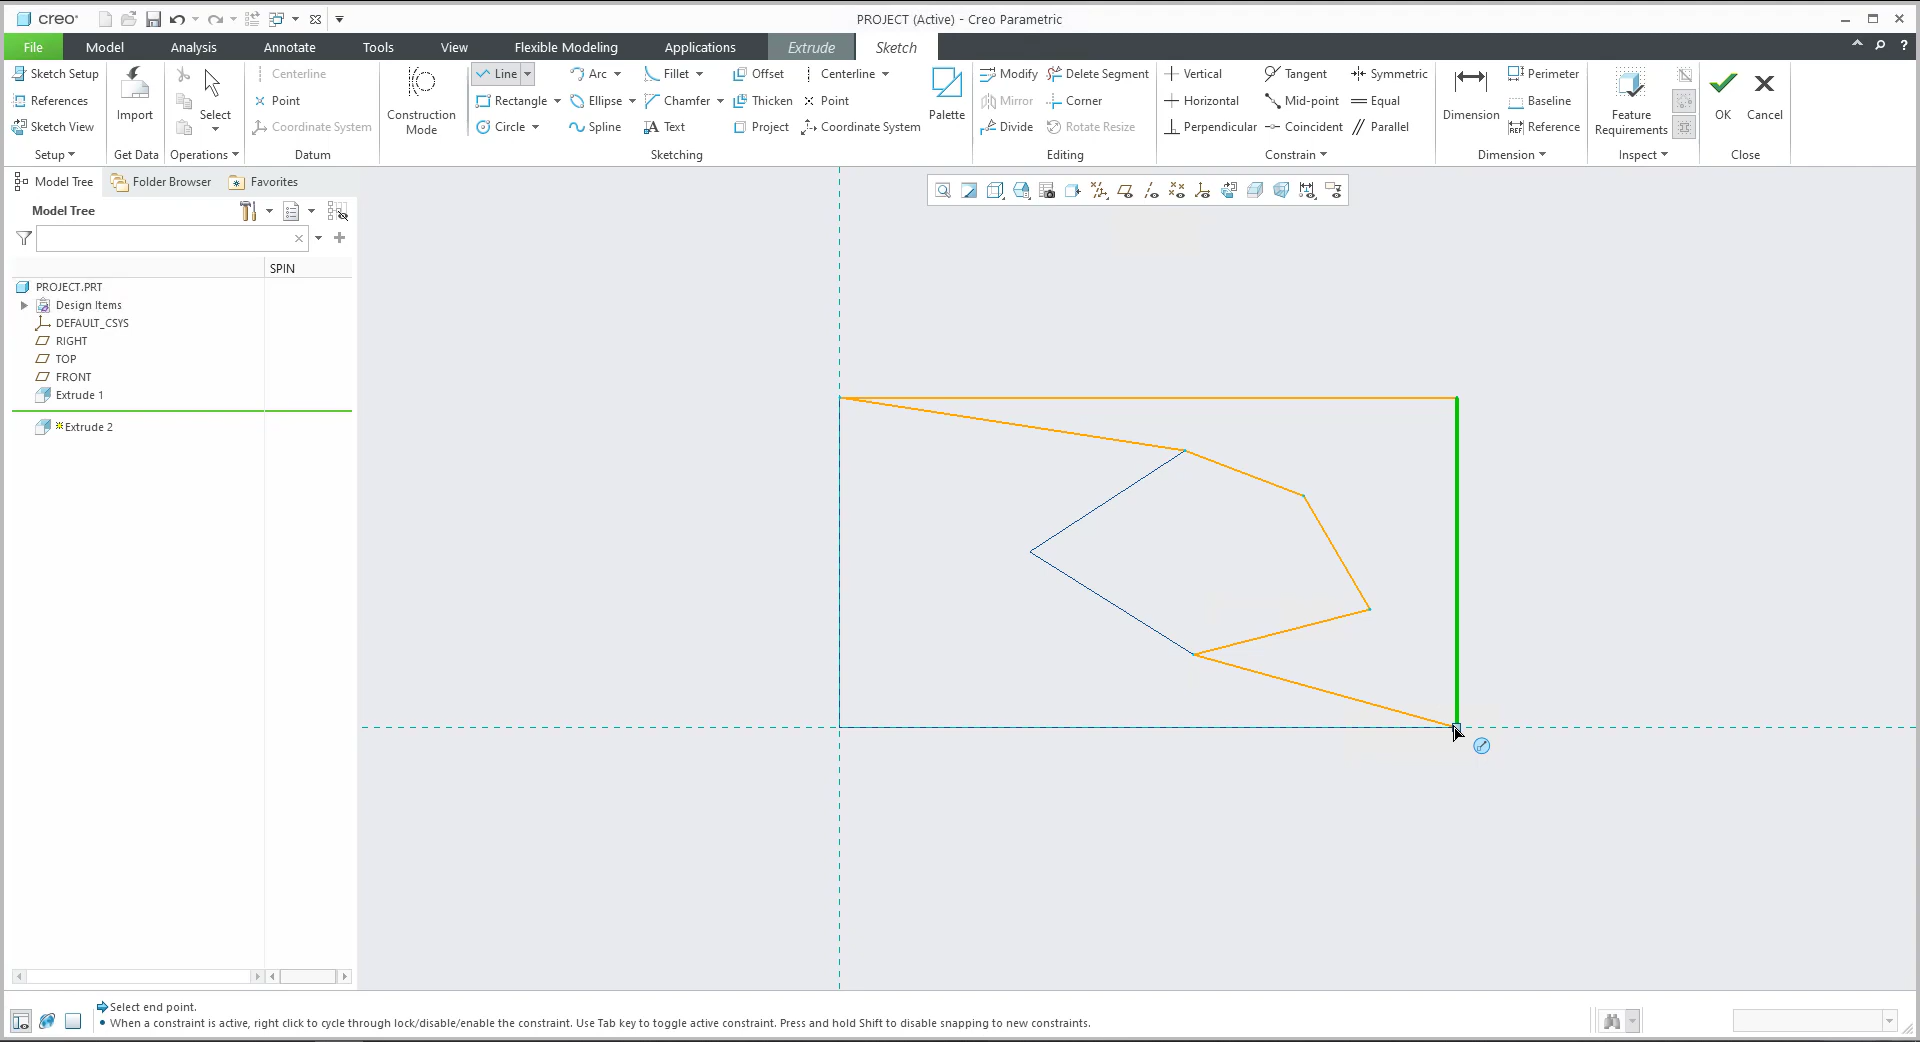 creo®
PROJECT (Active) - Creo Parametric
File Model Analysis Annotate Tools View Flexible Modeling Applications Extrude Sketch
Sketch Setup
References
Sketch View
Setup
Import
Get Data
Select
Operations
Centerline
Point
Coordinate System
Datum
Construction
Mode
Line Arc Fillet Offset Centerline
Rectangle Ellipse Chamfer Thicken Point
Circle Spline Text Project Coordinate System
Palette
Sketching
Modify Delete Segment
Mirror Corner
Divide Rotate Resize
Editing
Vertical Tangent Symmetric
Horizontal Mid-point Equal
Perpendicular Coincident Parallel
Constrain
Dimension
Perimeter
Baseline
REF Reference
Dimension
Feature
Requirements
Inspect
OK Cancel
Close
Model Tree Folder Browser Favorites
Model Tree
SPIN
PROJECT.PRT
Design Items
DEFAULT_CSYS
RIGHT
TOP
FRONT
Extrude 1
Extrude 2
Select end point.
• When a constraint is active, right click to cycle through lock/disable/enable the constraint. Use Tab key to toggle active constraint. Press and hold Shift to disable snapping to new constraints.